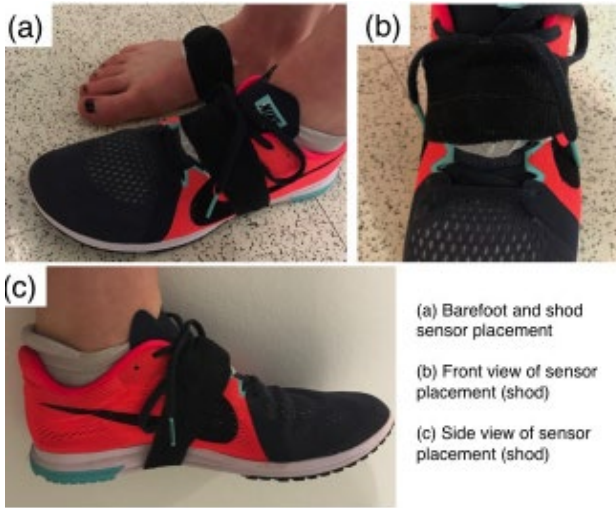 (a)
(b)
(c)
(a) Barefoot and shod
sensor placement
(b) Front view of sensor
placement (shod)
(c) Side view of sensor
placement (shod)